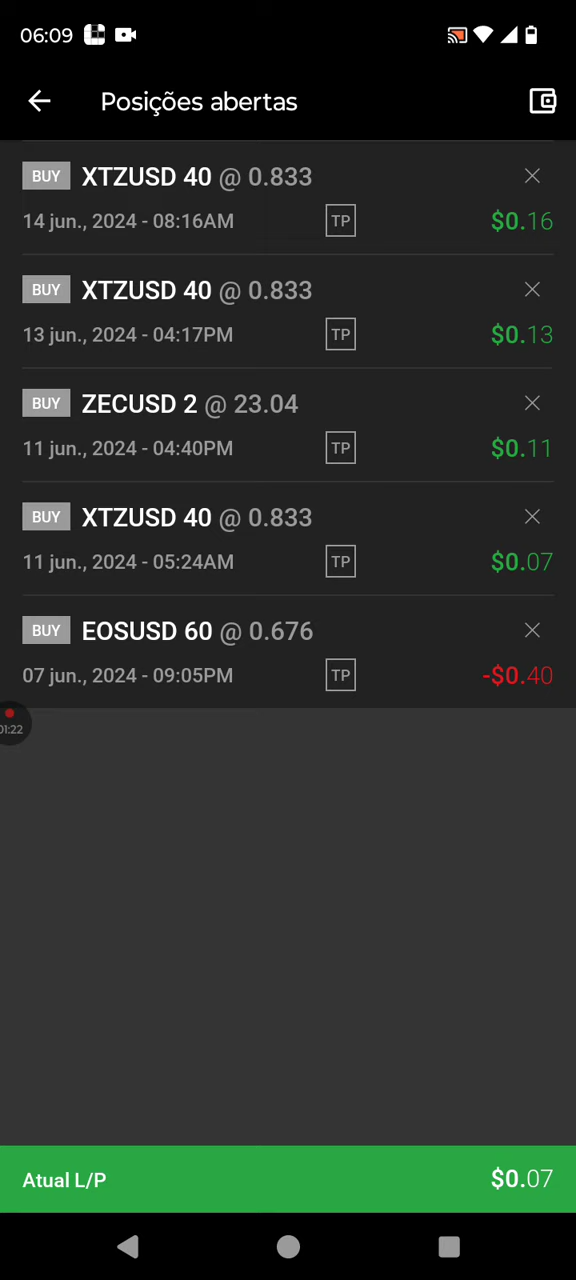 06:09
Posições abertas
BUY XTZUSD 40 @ 0.833
14 jun., 2024 - 08:16AM TP $0.16
BUY XTZUSD 40 @ 0.833
13 jun., 2024 - 04:17PM TP $0.13
BUY ZECUSD 2 @ 23.04
11 jun., 2024 - 04:40PM TP $0.11
BUY XTZUSD 40 @ 0.833
11 jun., 2024 - 05:24AM TP $0.07
BUY EOSUSD 60 @ 0.676
07 jun., 2024 - 09:05PM TP -$0.40
01:22
Atual L/P $0.07